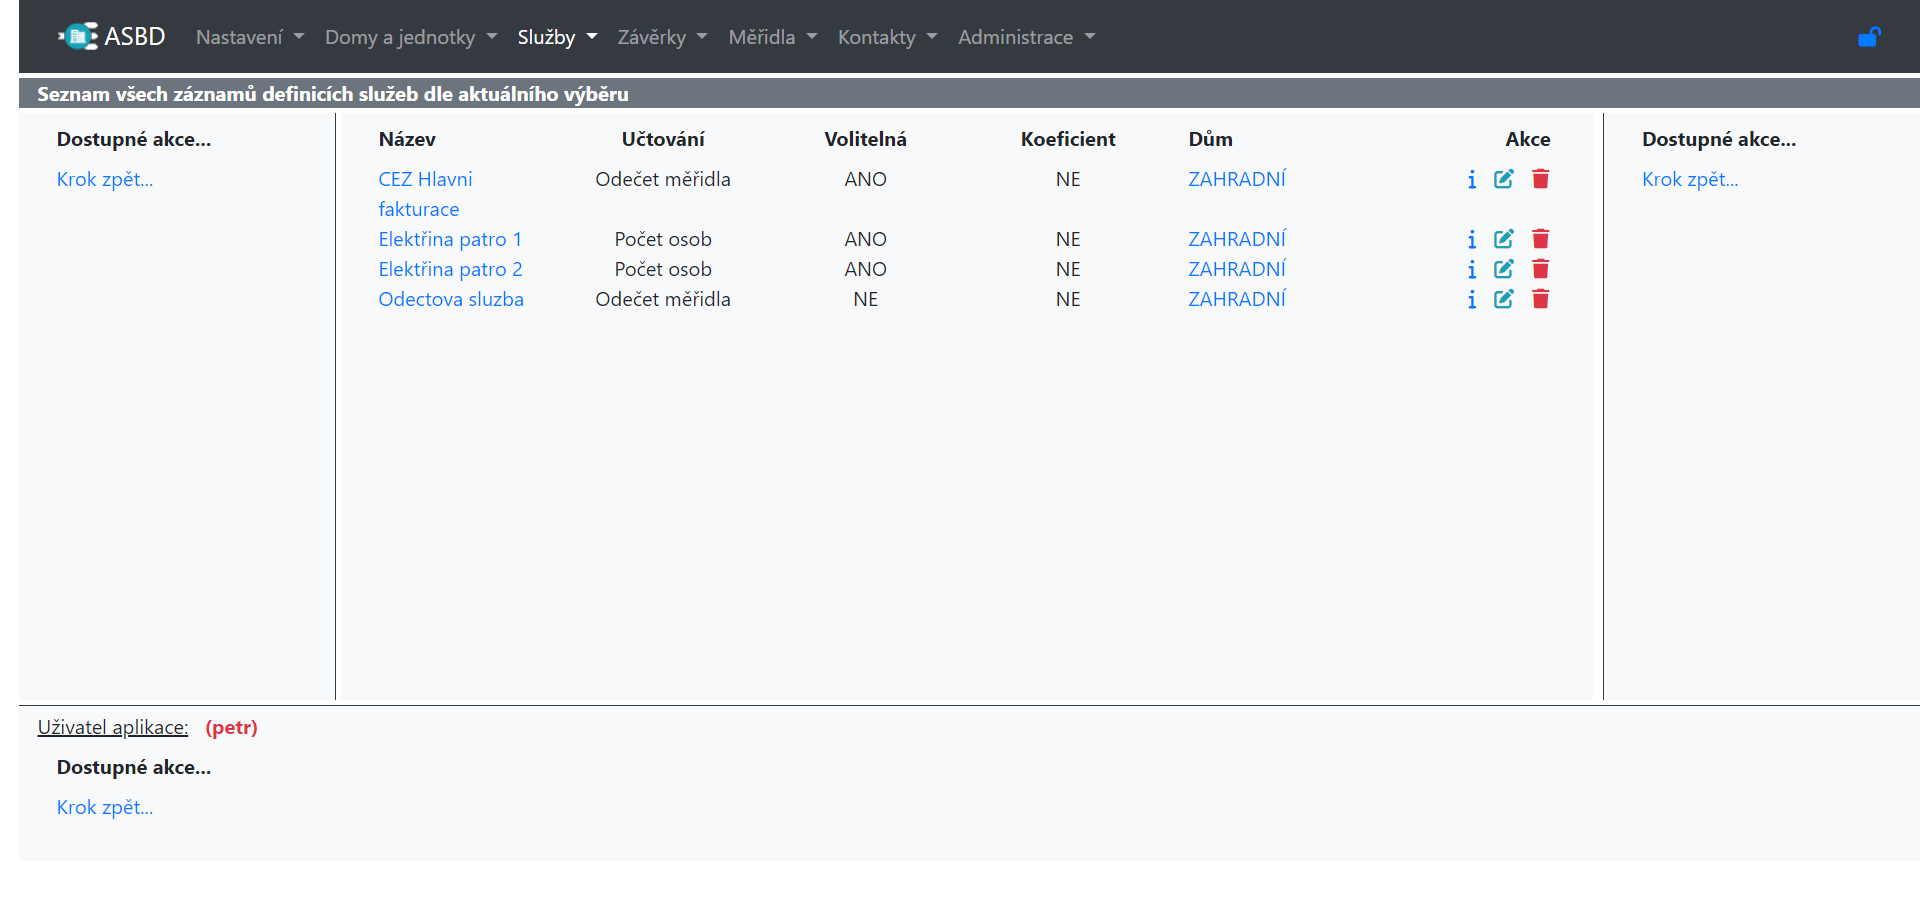 ASBD Nastavení Domy a jednotky Služby Závěrky Měřidla Kontakty Administrace
Seznam všech záznamů definicích služeb dle aktuálního výběru
Dostupné akce...
Krok zpět...
Název Učtování Volitelná Koeficient Dům Akce
CEZ Hlavni fakturace Odečet měřidla ANO NE ZAHRADNÍ
Elektřina patro 1 Počet osob ANO NE ZAHRADNÍ
Elektřina patro 2 Počet osob ANO NE ZAHRADNÍ
Odectova sluzba Odečet měřidla NE NE ZAHRADNÍ
Dostupné akce...
Krok zpět...
Uživatel aplikace: (petr)
Dostupné akce...
Krok zpět...